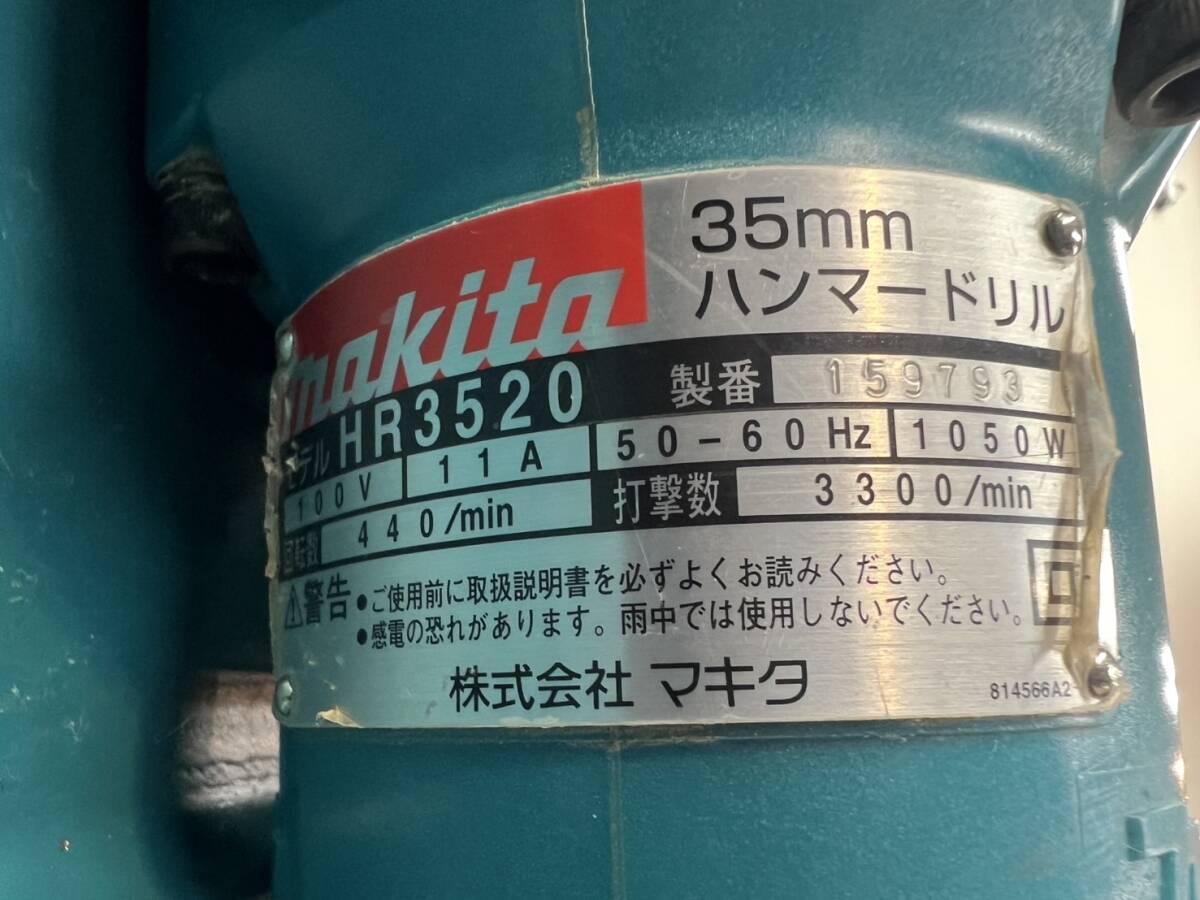 makita
35mm
ハンマードリル
モデル HR3520 製番 159793
100V 11A 50-60Hz 1050W
回転数 440/min 打撃数 3300/min
警告 ●ご使用前に取扱説明書を必ずよくお読みください。
●感電の恐れがあります。雨中では使用しないでください。
株式会社 マキタ
814566A2